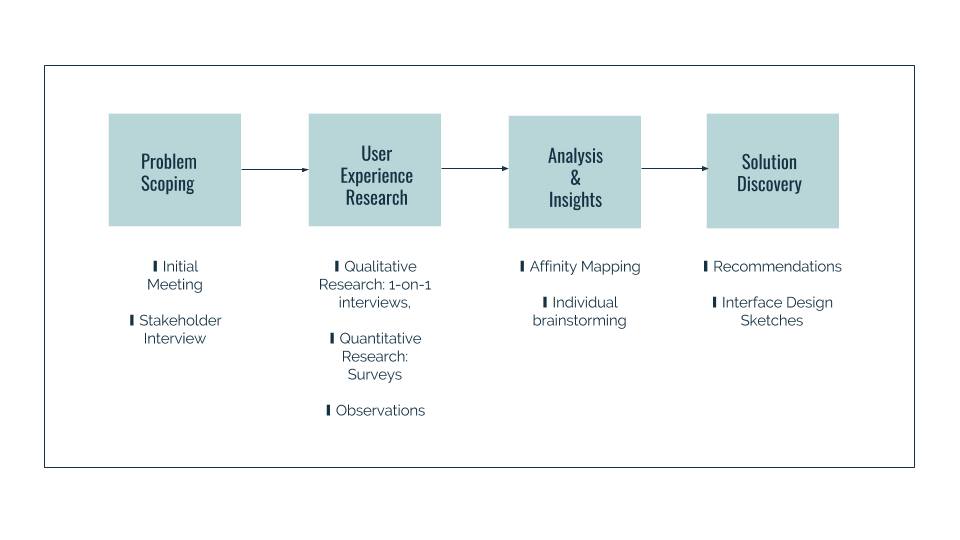 Problem
Scoping
User
Experience
Research
Analysis
&
Insights
Solution
Discovery
❙ Initial
Meeting
❙ Stakeholder
Interview
❙ Qualitative
Research: 1-on-1
interviews,
❙ Quantitative
Research:
Surveys
❙ Observations
❙ Affinity Mapping
❙ Individual
brainstorming
❙ Recommendations
❙ Interface Design
Sketches